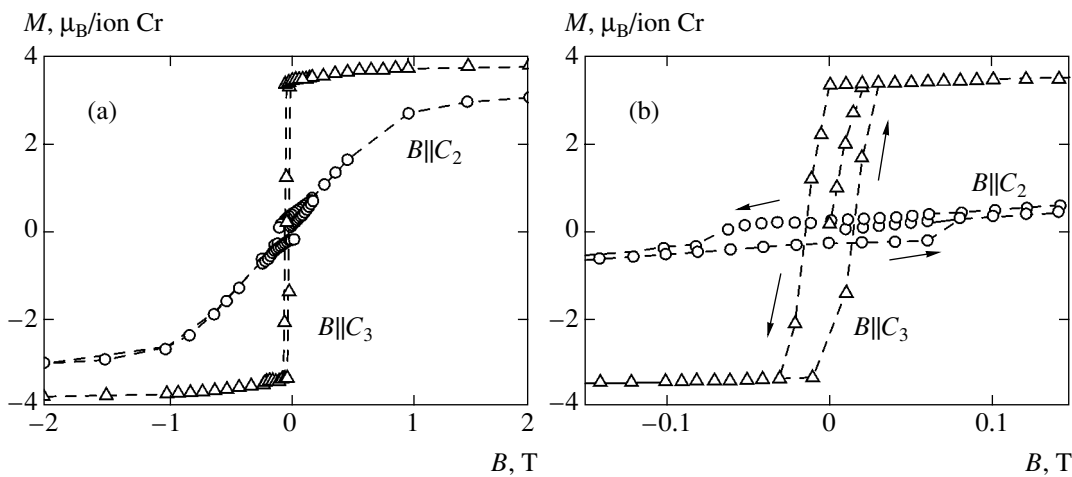 M, μB/ion Cr
4
2
0
−2
−4
(a)
B||C2
B||C3
−2 −1 0 1 2
B, T
M, μB/ion Cr
4
2
0
−2
−4
(b)
B||C2
B||C3
−0.1 0 0.1
B, T